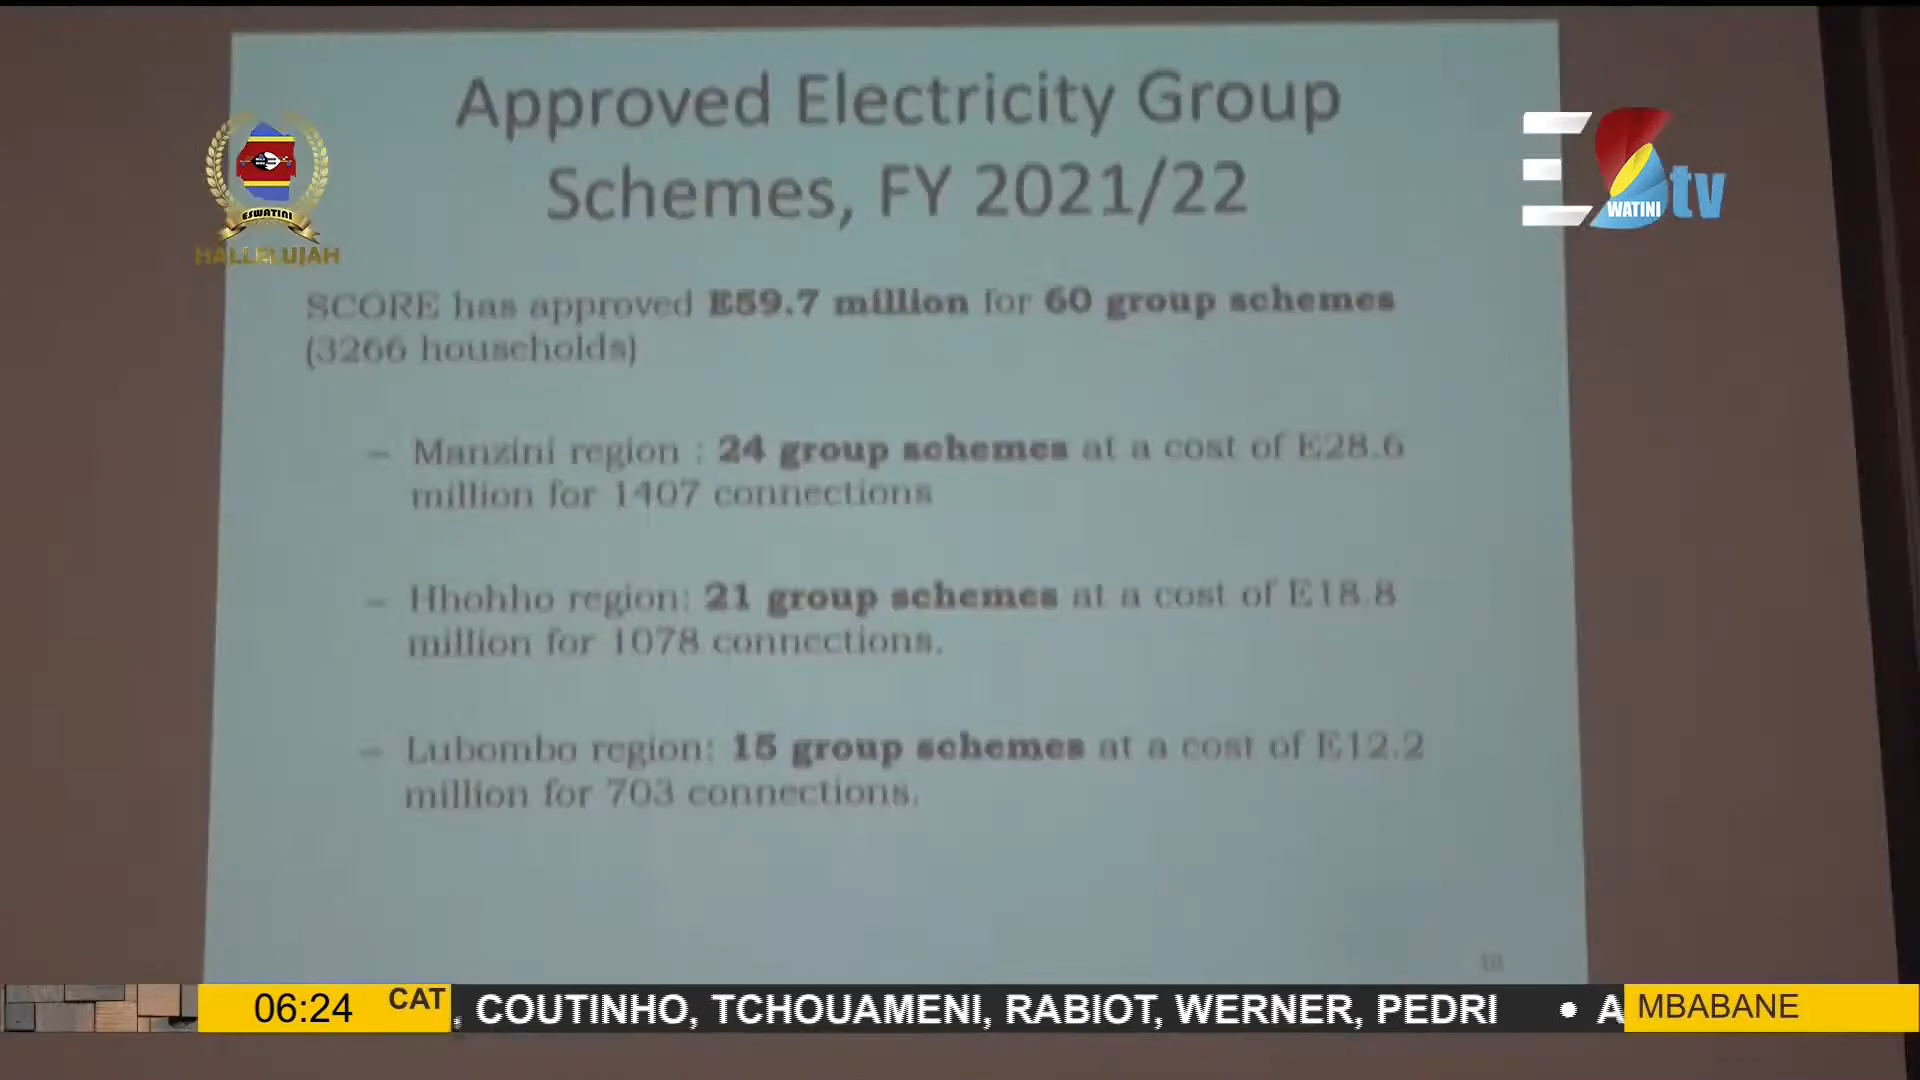 Approved Electricity Group
Schemes, FY 2021/22
ESWATINI
HALLELUJAH
ES
WATINI
tv
SCORE has approved E59.7 million for 60 group schemes
(3266 households)
– Manzini region : 24 group schemes at a cost of E28.6
million for 1407 connections
– Hhohho region: 21 group schemes at a cost of E18.8
million for 1078 connections.
– Lubombo region: 15 group schemes at a cost of E12.2
million for 703 connections.
06:24 CAT , COUTINHO, TCHOUAMENI, RABIOT, WERNER, PEDRI • A MBABANE